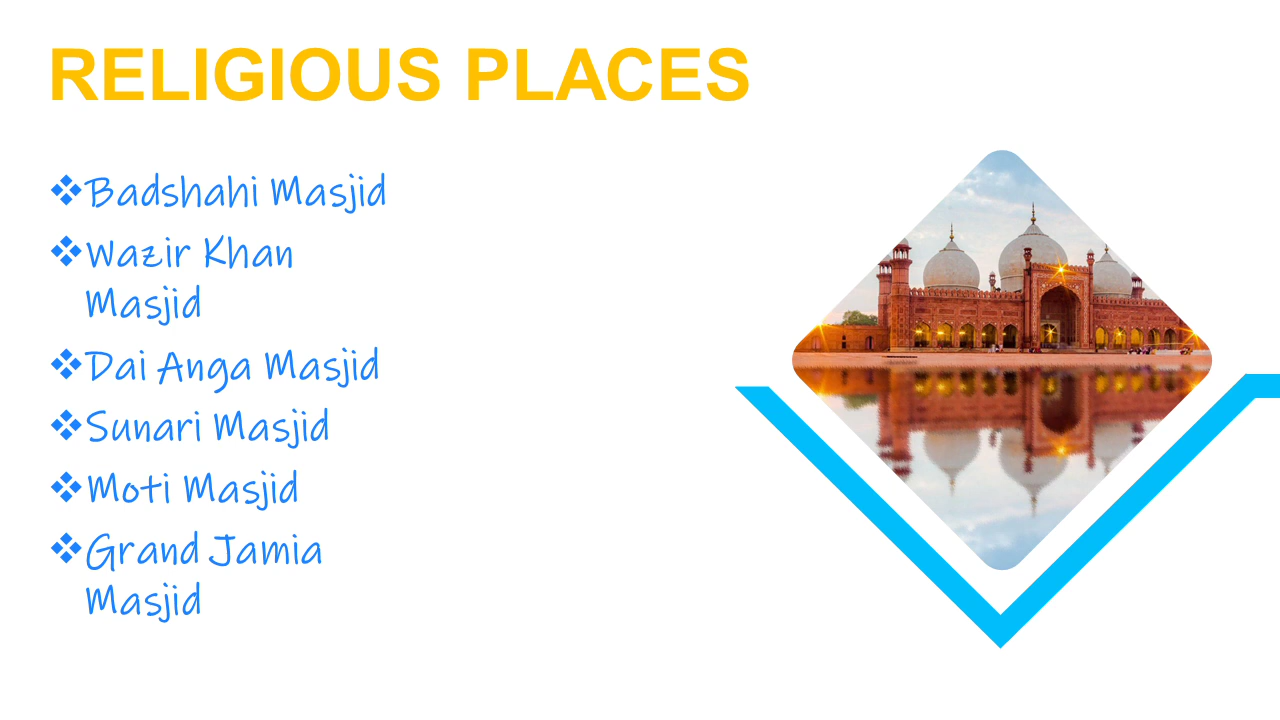 RELIGIOUS PLACES
❖Badshahi Masjid
❖Wazir Khan
Masjid
❖Dai Anga Masjid
❖Sunari Masjid
❖Moti Masjid
❖Grand Jamia
Masjid